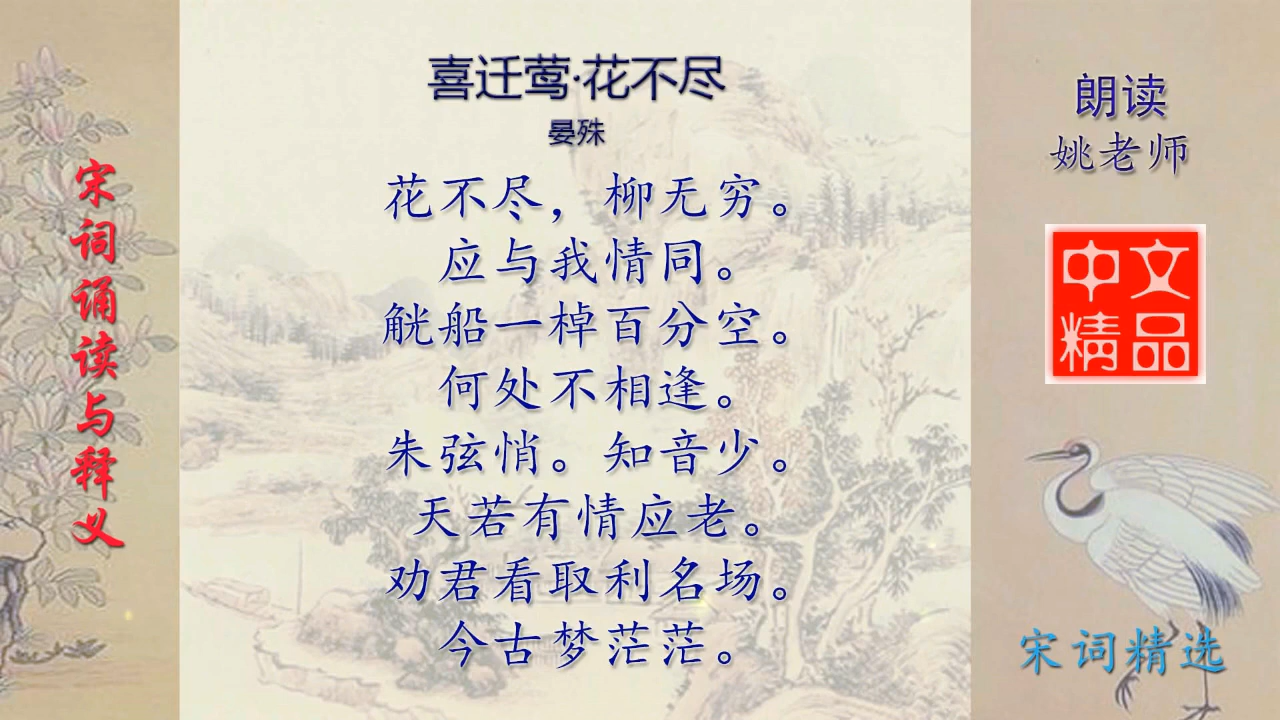 喜迁莺·花不尽
晏殊
花不尽，柳无穷。
应与我情同。
觥船一棹百分空。
何处不相逢。
朱弦悄。知音少。
天若有情应老。
劝君看取利名场。
今古梦茫茫。
宋词诵读与释义
朗读
姚老师
中文
精品
宋词精选